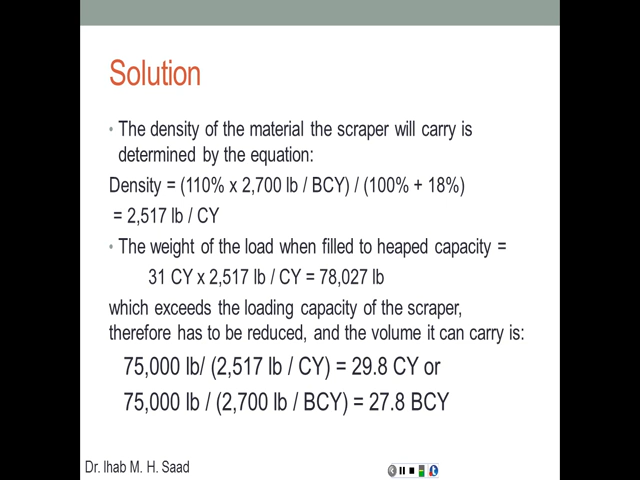 Solution
• The density of the material the scraper will carry is
determined by the equation:
Density = (110% x 2,700 lb / BCY) / (100% + 18%)
= 2,517 lb / CY
• The weight of the load when filled to heaped capacity =
31 CY x 2,517 lb / CY = 78,027 lb
which exceeds the loading capacity of the scraper,
therefore has to be reduced, and the volume it can carry is:
75,000 lb/ (2,517 lb / CY) = 29.8 CY or
75,000 lb / (2,700 lb / BCY) = 27.8 BCY
Dr. Ihab M. H. Saad